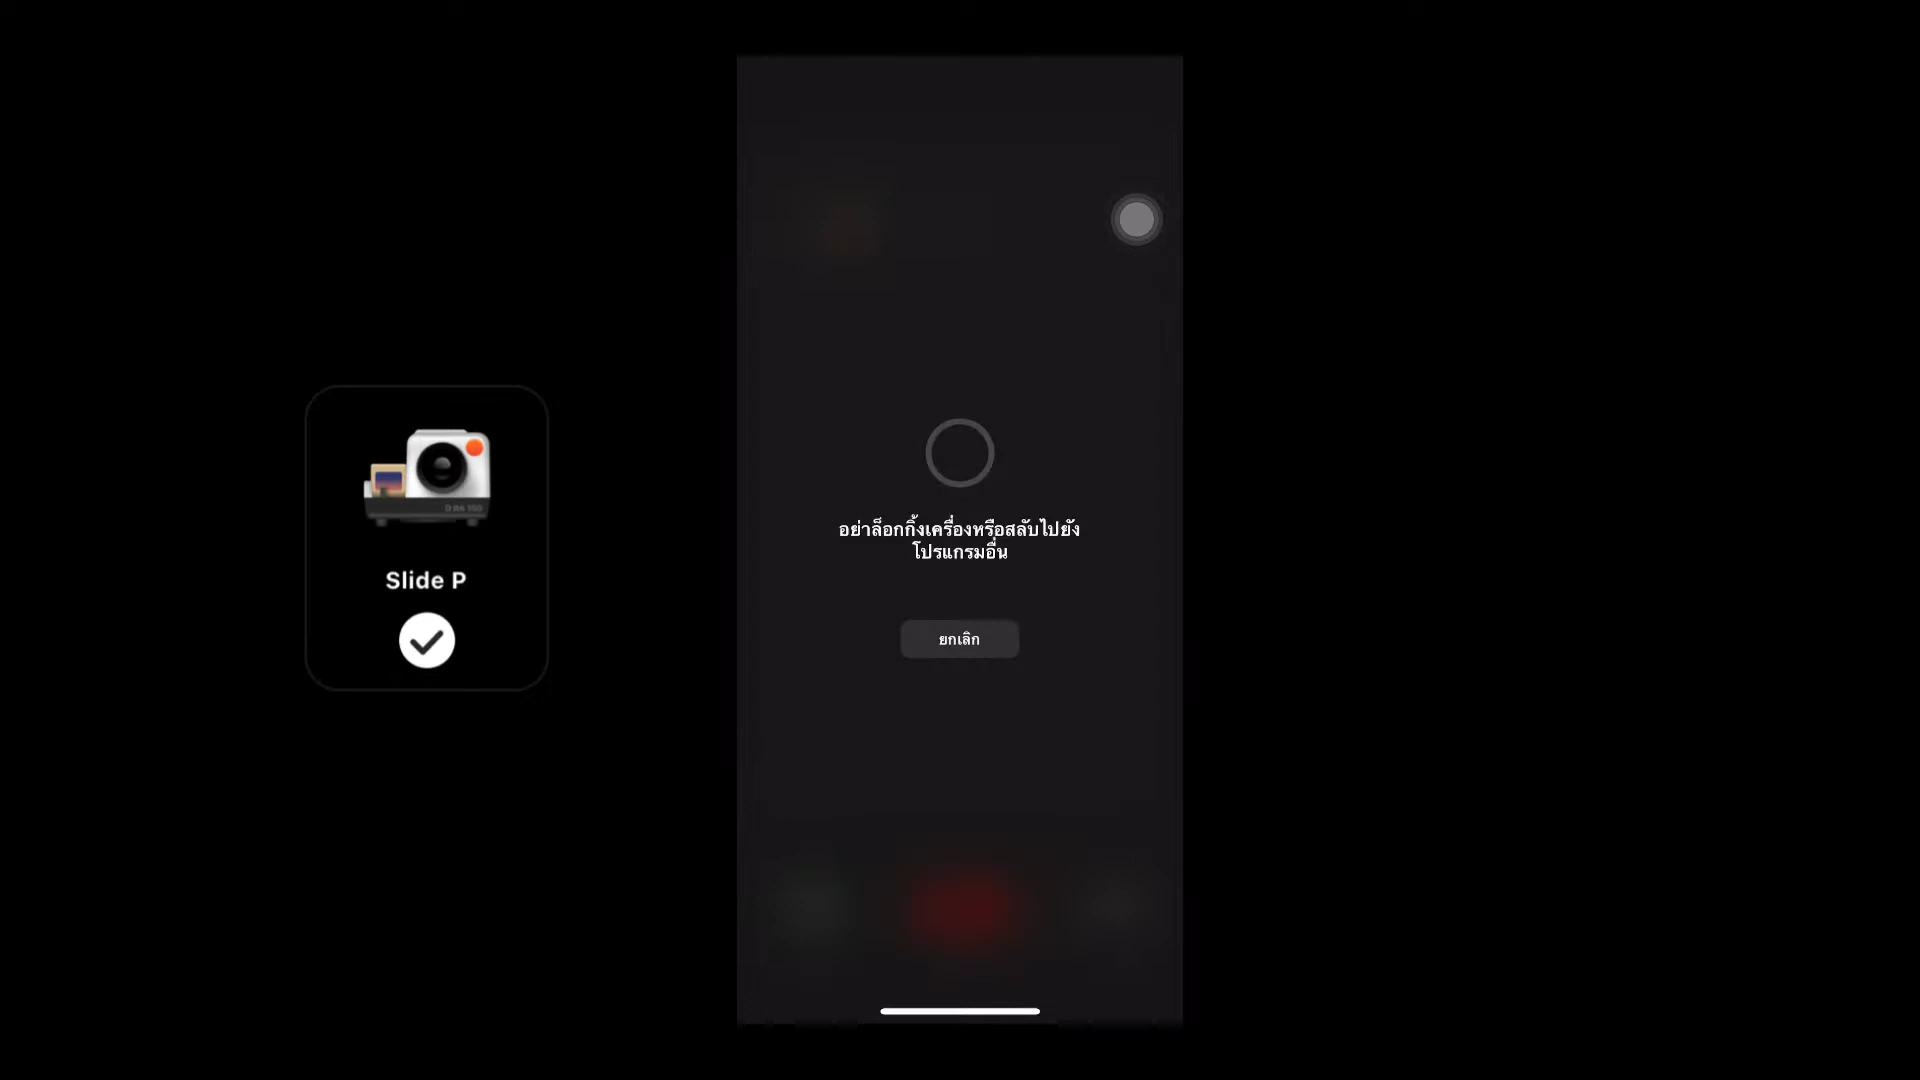 Slide P
อย่าล็อกกิ้งเครื่องหรือสลับไปยัง
โปรแกรมอื่น
ยกเลิก